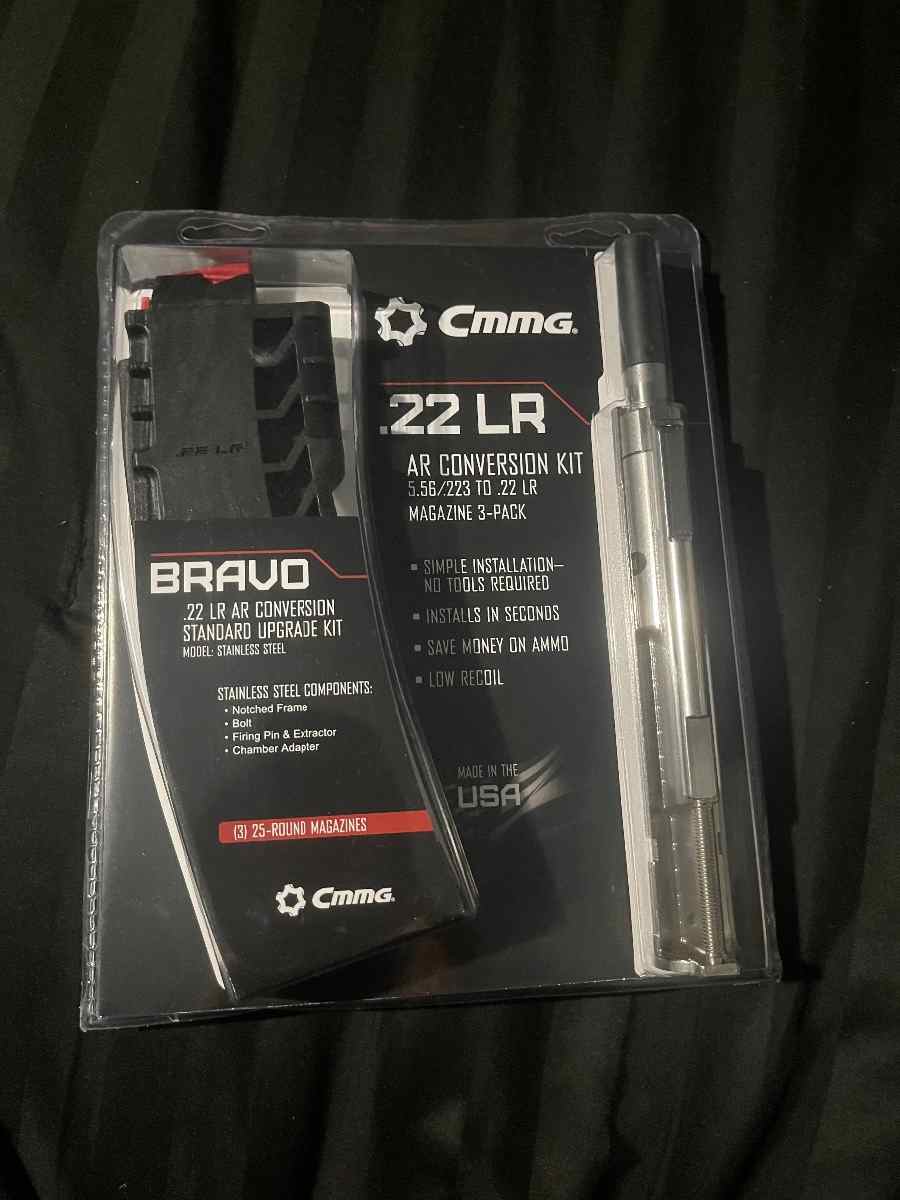 Cmmg.
.22 LR
AR CONVERSION KIT
5.56/.223 TO .22 LR
MAGAZINE 3-PACK
▪ SIMPLE INSTALLATION—
NO TOOLS REQUIRED
▪ INSTALLS IN SECONDS
▪ SAVE MONEY ON AMMO
▪ LOW RECOIL
MADE IN THE
USA
.22 LR
BRAVO
.22 LR AR CONVERSION
STANDARD UPGRADE KIT
MODEL: STAINLESS STEEL
STAINLESS STEEL COMPONENTS:
• Notched Frame
• Bolt
• Firing Pin & Extractor
• Chamber Adapter
(3) 25-ROUND MAGAZINES
Cmmg.